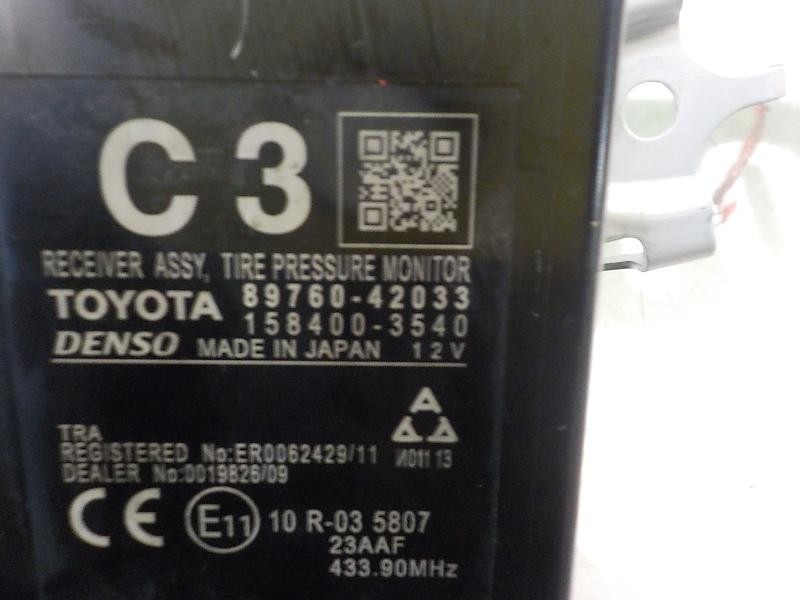 C 3
RECEIVER ASSY, TIRE PRESSURE MONITOR
TOYOTA 89760-42033
158400-3540
DENSO MADE IN JAPAN 12V
TRA
REGISTERED No:ER0062429/11
DEALER No:0019826/09
A
И011 13
CE E11 10 R-03 5807
23AAF
433.90MHz